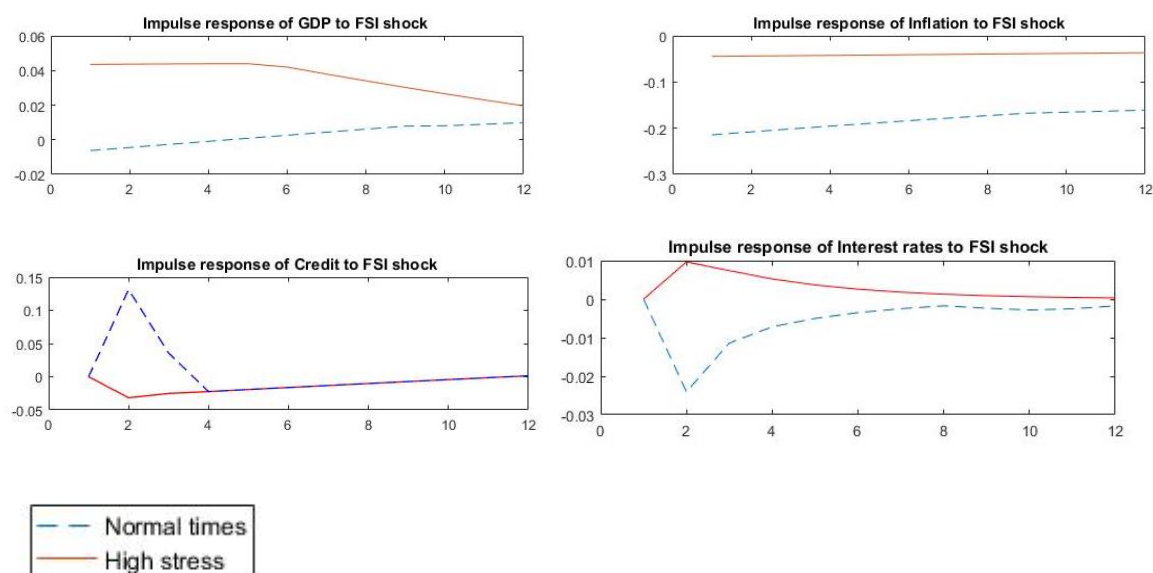 Impulse response of GDP to FSI shock
0.06
0.04
0.02
0
-0.02
0 2 4 6 8 10 12
Impulse response of Inflation to FSI shock
0
-0.1
-0.2
-0.3
0 2 4 6 8 10 12
Impulse response of Credit to FSI shock
0.15
0.1
0.05
0
-0.05
0 2 4 6 8 10 12
Impulse response of Interest rates to FSI shock
0.01
0
-0.01
-0.02
-0.03
0 2 4 6 8 10 12
Normal times
High stress